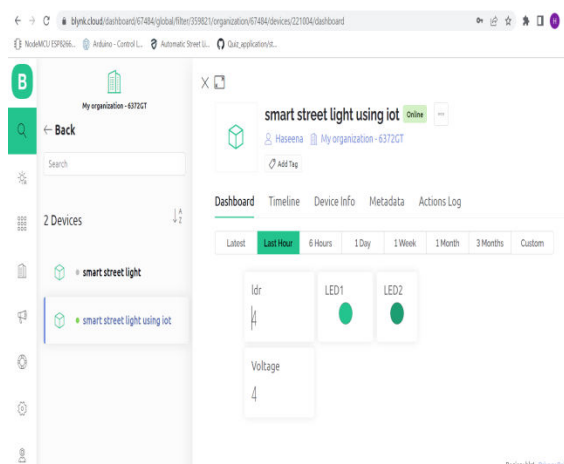 blynk.cloud/dashboard/67484/global/filter/359821/organization/67484/devices/221004/dashboard
NodeMCU ESP8266... Arduino - Control L... Automatic Street Li... Quiz_application/st...
B
My organization - 6372GT
Back
Search
2 Devices
smart street light
smart street light using iot
smart street light using iot Online
Haseena My organization - 6372GT
Add Tag
Dashboard Timeline Device Info Metadata Actions Log
Latest Last Hour 6 Hours 1 Day 1 Week 1 Month 3 Months Custom
ldr LED1 LED2
4
Voltage
4